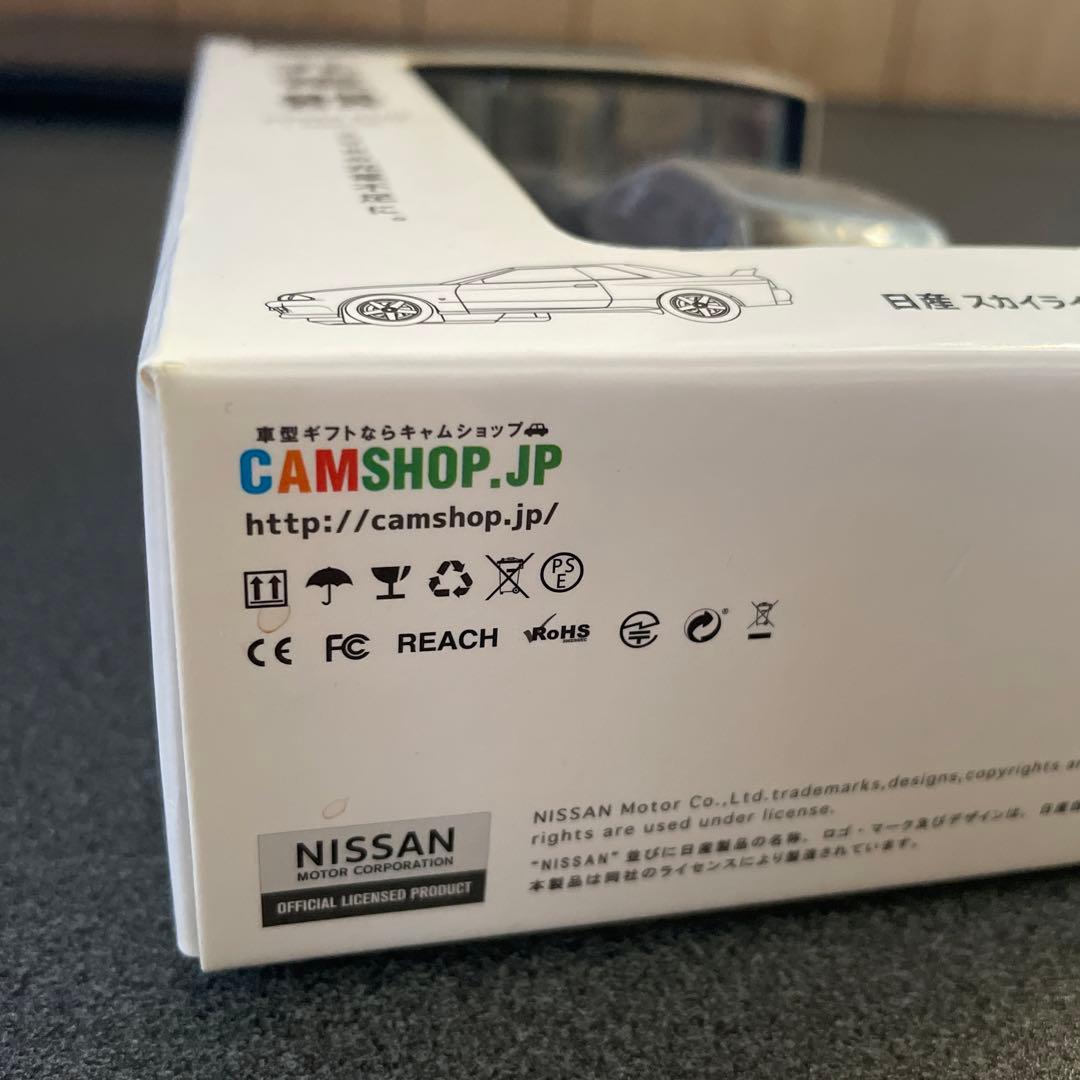 日産 スカイライ
車型ギフトならキャムショップ
CAMSHOP.JP
http://camshop.jp/
PSE
CE FC REACH RoHS
NISSAN
MOTOR CORPORATION
OFFICIAL LICENSED PRODUCT
NISSAN Motor Co.,Ltd.trademarks,designs,copyrights
rights are used under license.
"NISSAN" 並びに日産製品の名称、ロゴ・マーク及びデザインは、日産
本製品は同社のライセンスにより製造されています。